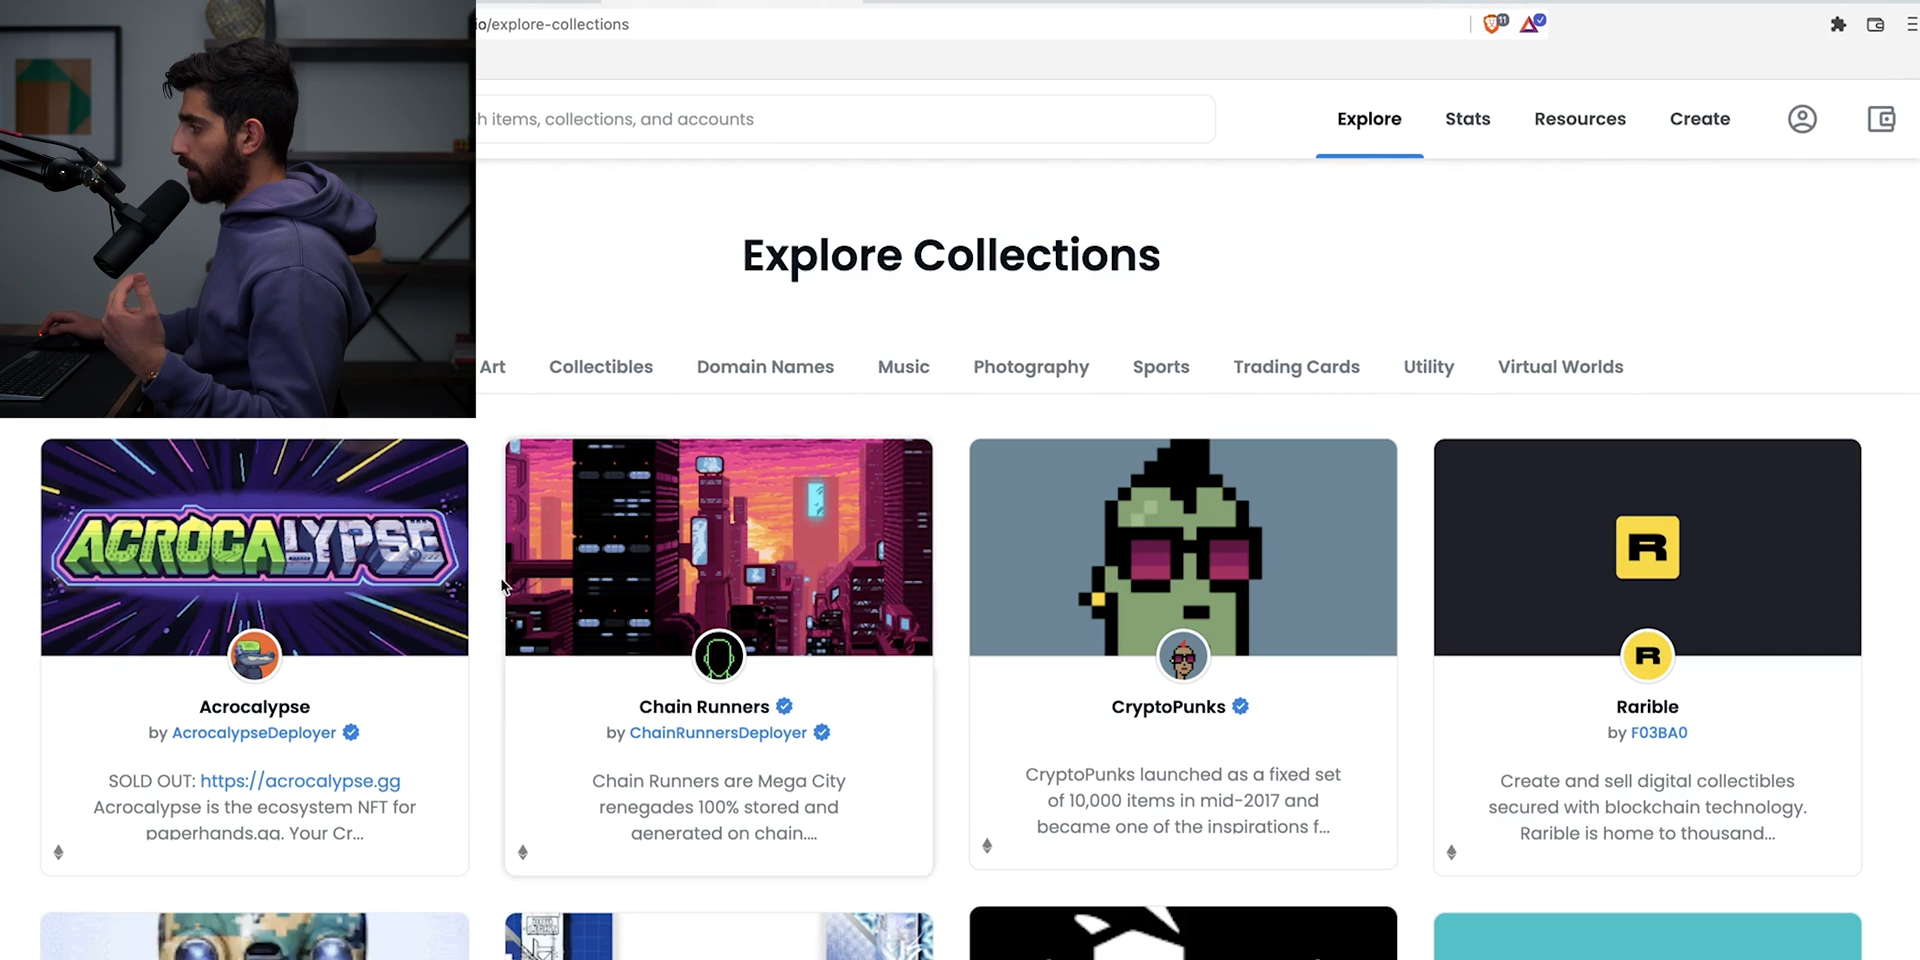 io/explore-collections
11
h items, collections, and accounts
Explore Stats Resources Create
Explore Collections
Art Collectibles Domain Names Music Photography Sports Trading Cards Utility Virtual Worlds
ACROCALYPSE
Acrocalypse
by AcrocalypseDeployer
SOLD OUT: https://acrocalypse.gg
Acrocalypse is the ecosystem NFT for
paperhands.gg. Your Cr...
Chain Runners
by ChainRunnersDeployer
Chain Runners are Mega City
renegades 100% stored and
generated on chain....
CryptoPunks
CryptoPunks launched as a fixed set
of 10,000 items in mid-2017 and
became one of the inspirations f...
R
R
Rarible
by F03BA0
Create and sell digital collectibles
secured with blockchain technology.
Rarible is home to thousand...